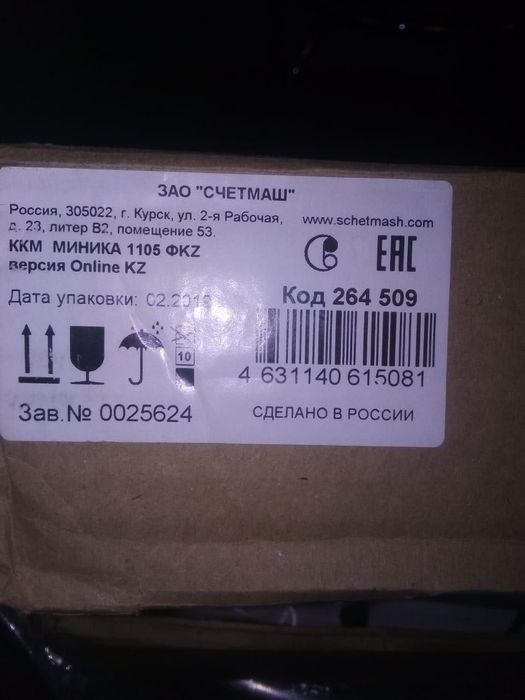 ЗАО "СЧЕТМАШ"
Россия, 305022, г. Курск, ул. 2-я Рабочая,
д. 23, литер В2, помещение 53.
www.schetmash.com
ККМ МИНИКА 1105 ФKZ
версия Online KZ
EAC
Дата упаковки:
Код 264 509
10
4 631140 615081
Зав.№ 0025624
СДЕЛАНО В РОССИИ